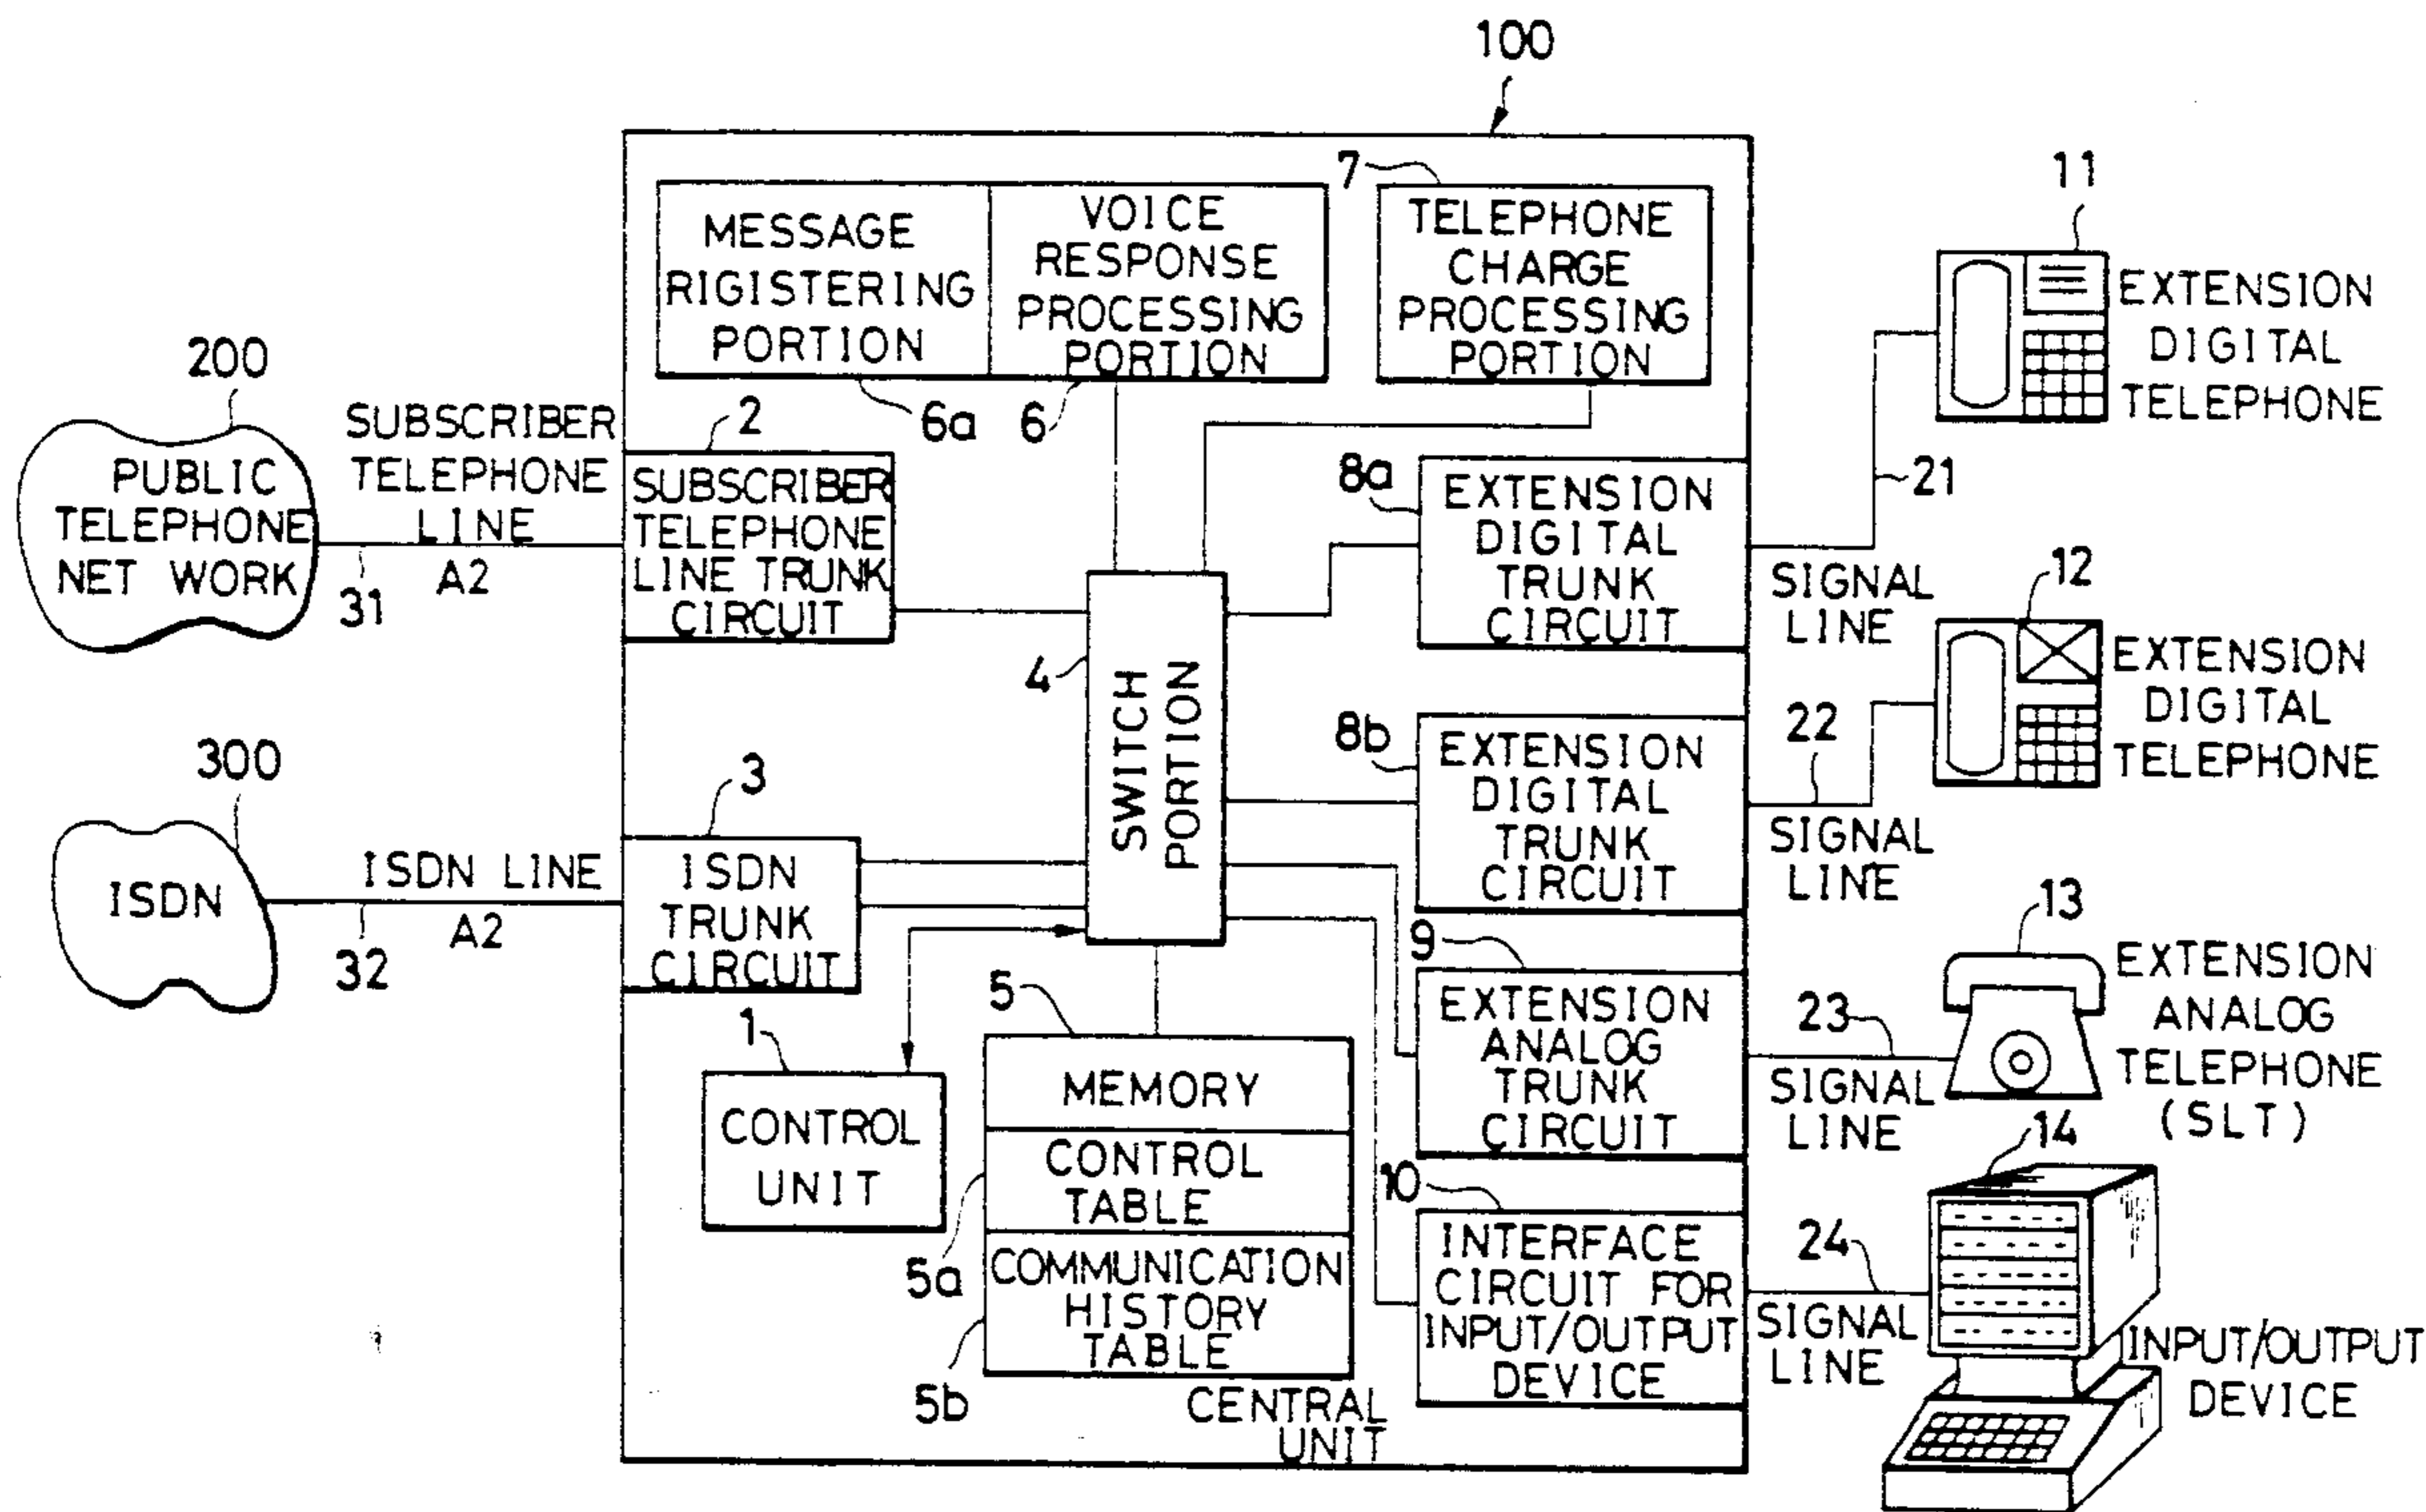 100
MESSAGE
RIGISTERING
PORTION
6a
VOICE
RESPONSE
PROCESSING
PORTION
6
7
TELEPHONE
CHARGE
PROCESSING
PORTION
200
PUBLIC
TELEPHONE
NET WORK
SUBSCRIBER
TELEPHONE
LINE
31
A2
2
SUBSCRIBER
TELEPHONE
LINE TRUNK
CIRCUIT
300
ISDN
ISDN LINE
32
A2
3
ISDN
TRUNK
CIRCUIT
4
SWITCH
PORTION
1
CONTROL
UNIT
5
MEMORY
5a
CONTROL
TABLE
5b
COMMUNICATION
HISTORY
TABLE
CENTRAL
UNIT
8a
EXTENSION
DIGITAL
TRUNK
CIRCUIT
8b
EXTENSION
DIGITAL
TRUNK
CIRCUIT
9
EXTENSION
ANALOG
TRUNK
CIRCUIT
10
INTERFACE
CIRCUIT FOR
INPUT/OUTPUT
DEVICE
21
SIGNAL
LINE
22
SIGNAL
LINE
23
SIGNAL
LINE
24
SIGNAL
LINE
11
EXTENSION
DIGITAL
TELEPHONE
12
EXTENSION
DIGITAL
TELEPHONE
13
EXTENSION
ANALOG
TELEPHONE
(SLT)
14
INPUT/OUTPUT
DEVICE